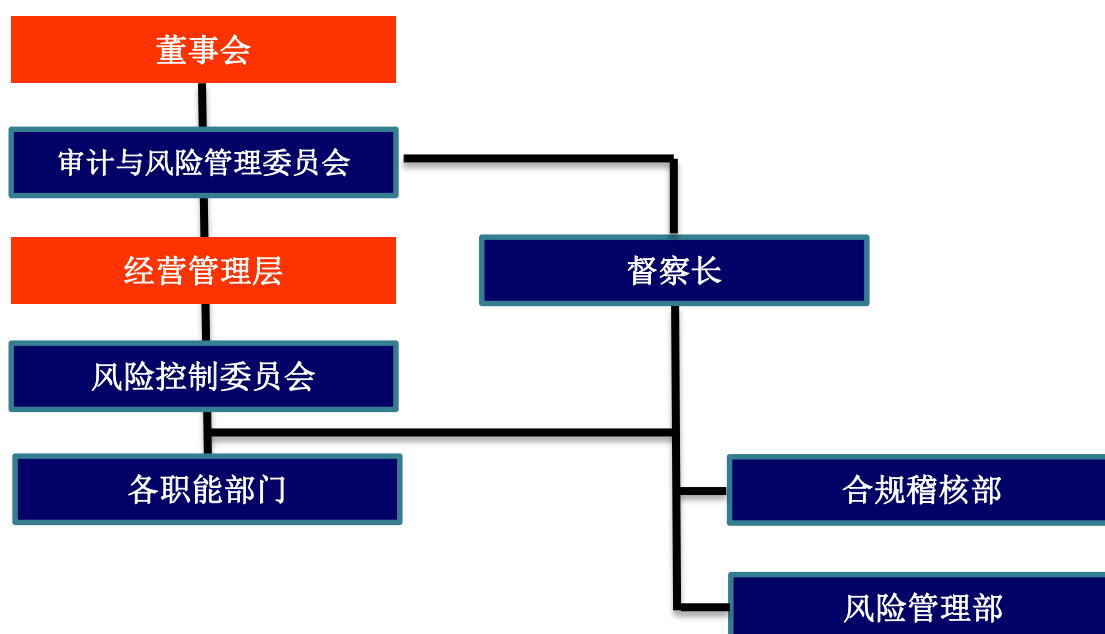 董事会
审计与风险管理委员会
经营管理层
督察长
风险控制委员会
各职能部门
合规稽核部
风险管理部